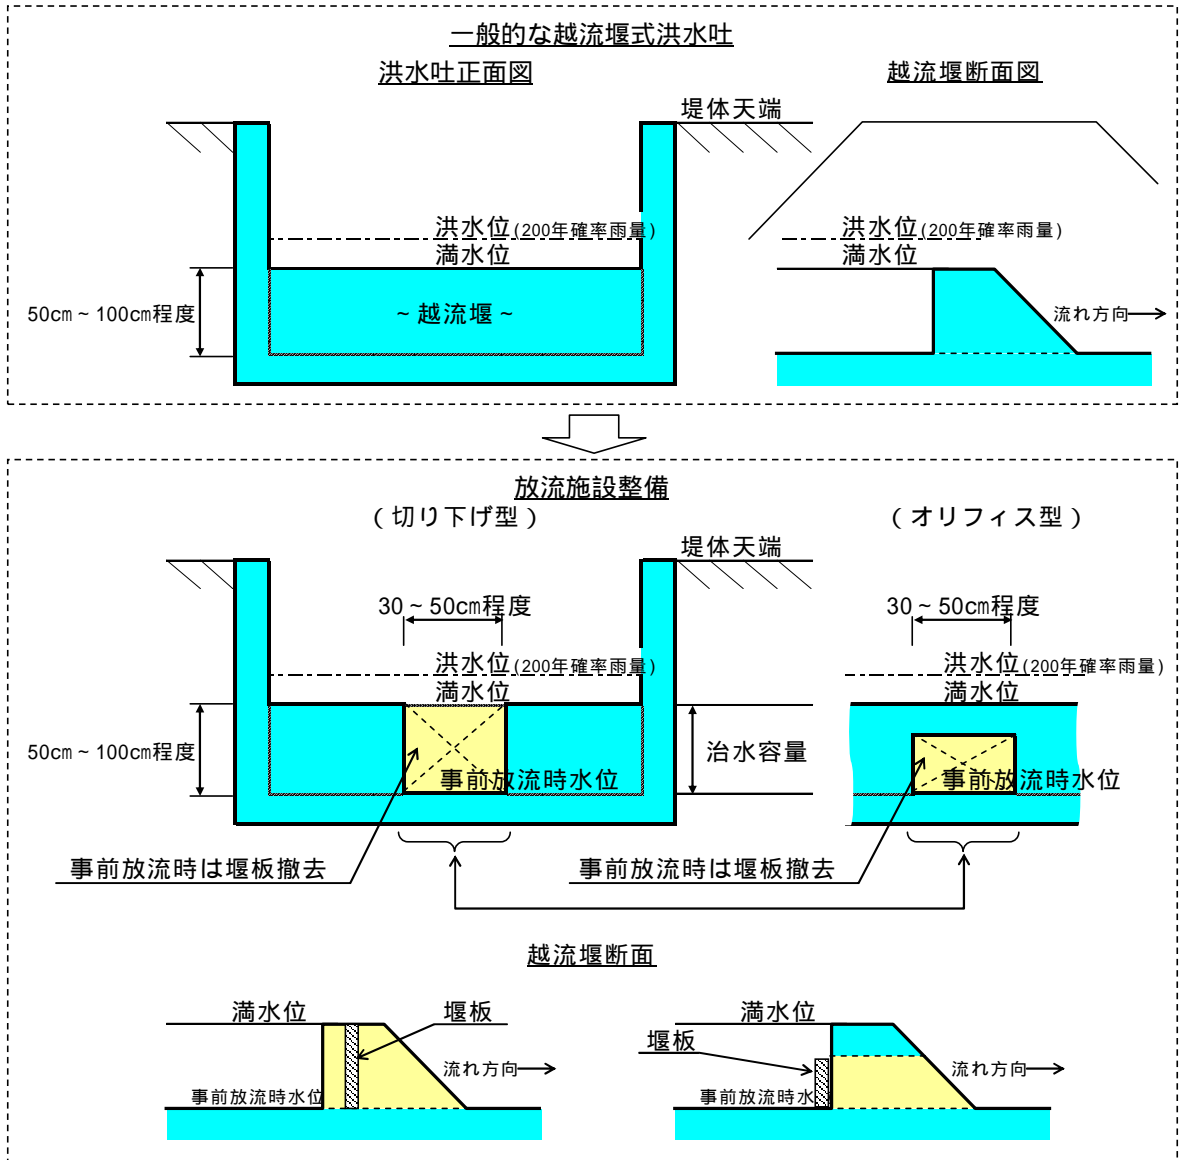 一般的な越流堰式洪水吐
洪水吐正面図
越流堰断面図
堤体天端
洪水位(200年確率雨量)
満水位
50cm～100cm程度
～越流堰～
洪水位(200年確率雨量)
満水位
流れ方向
放流施設整備
(切り下げ型)
(オリフィス型)
堤体天端
30～50cm程度
30～50cm程度
洪水位(200年確率雨量)
満水位
洪水位(200年確率雨量)
満水位
50cm～100cm程度
治水容量
事前放流時水位
事前放流時水位
事前放流時は堰板撤去
事前放流時は堰板撤去
越流堰断面
満水位
堰板
流れ方向
事前放流時水位
満水位
堰板
流れ方向
事前放流時水